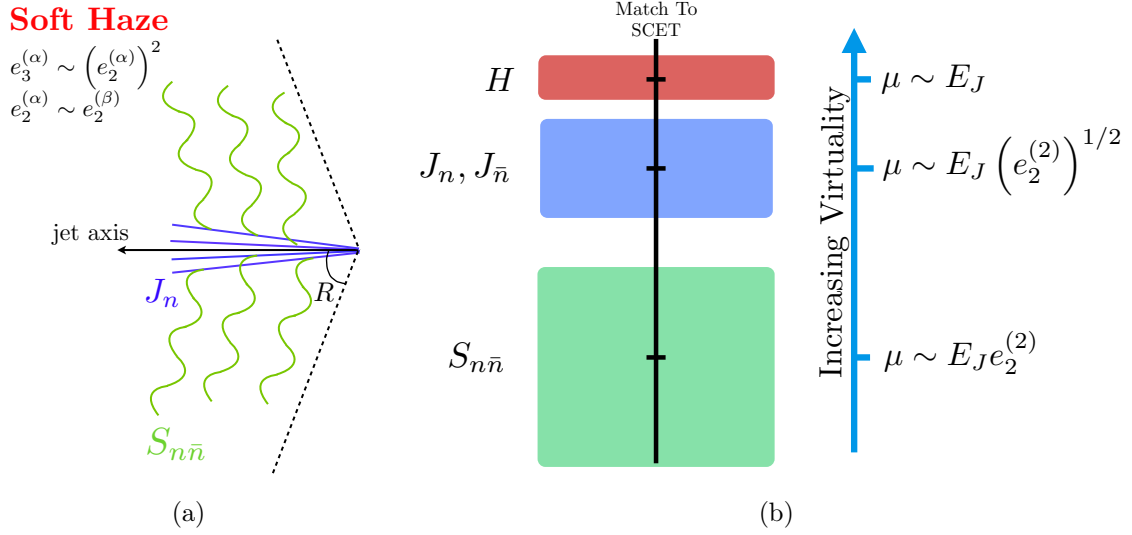 Soft Haze
e_3^{(α)} ∼ (e_2^{(α)})^2
e_2^{(α)} ∼ e_2^{(β)}
jet axis
J_n
R
S_{n\bar{n}}
(a)
Match To
SCET
H
J_n, J_{\bar{n}}
S_{n\bar{n}}
Increasing Virtuality
μ ∼ E_J
μ ∼ E_J (e_2^{(2)})^{1/2}
μ ∼ E_J e_2^{(2)}
(b)